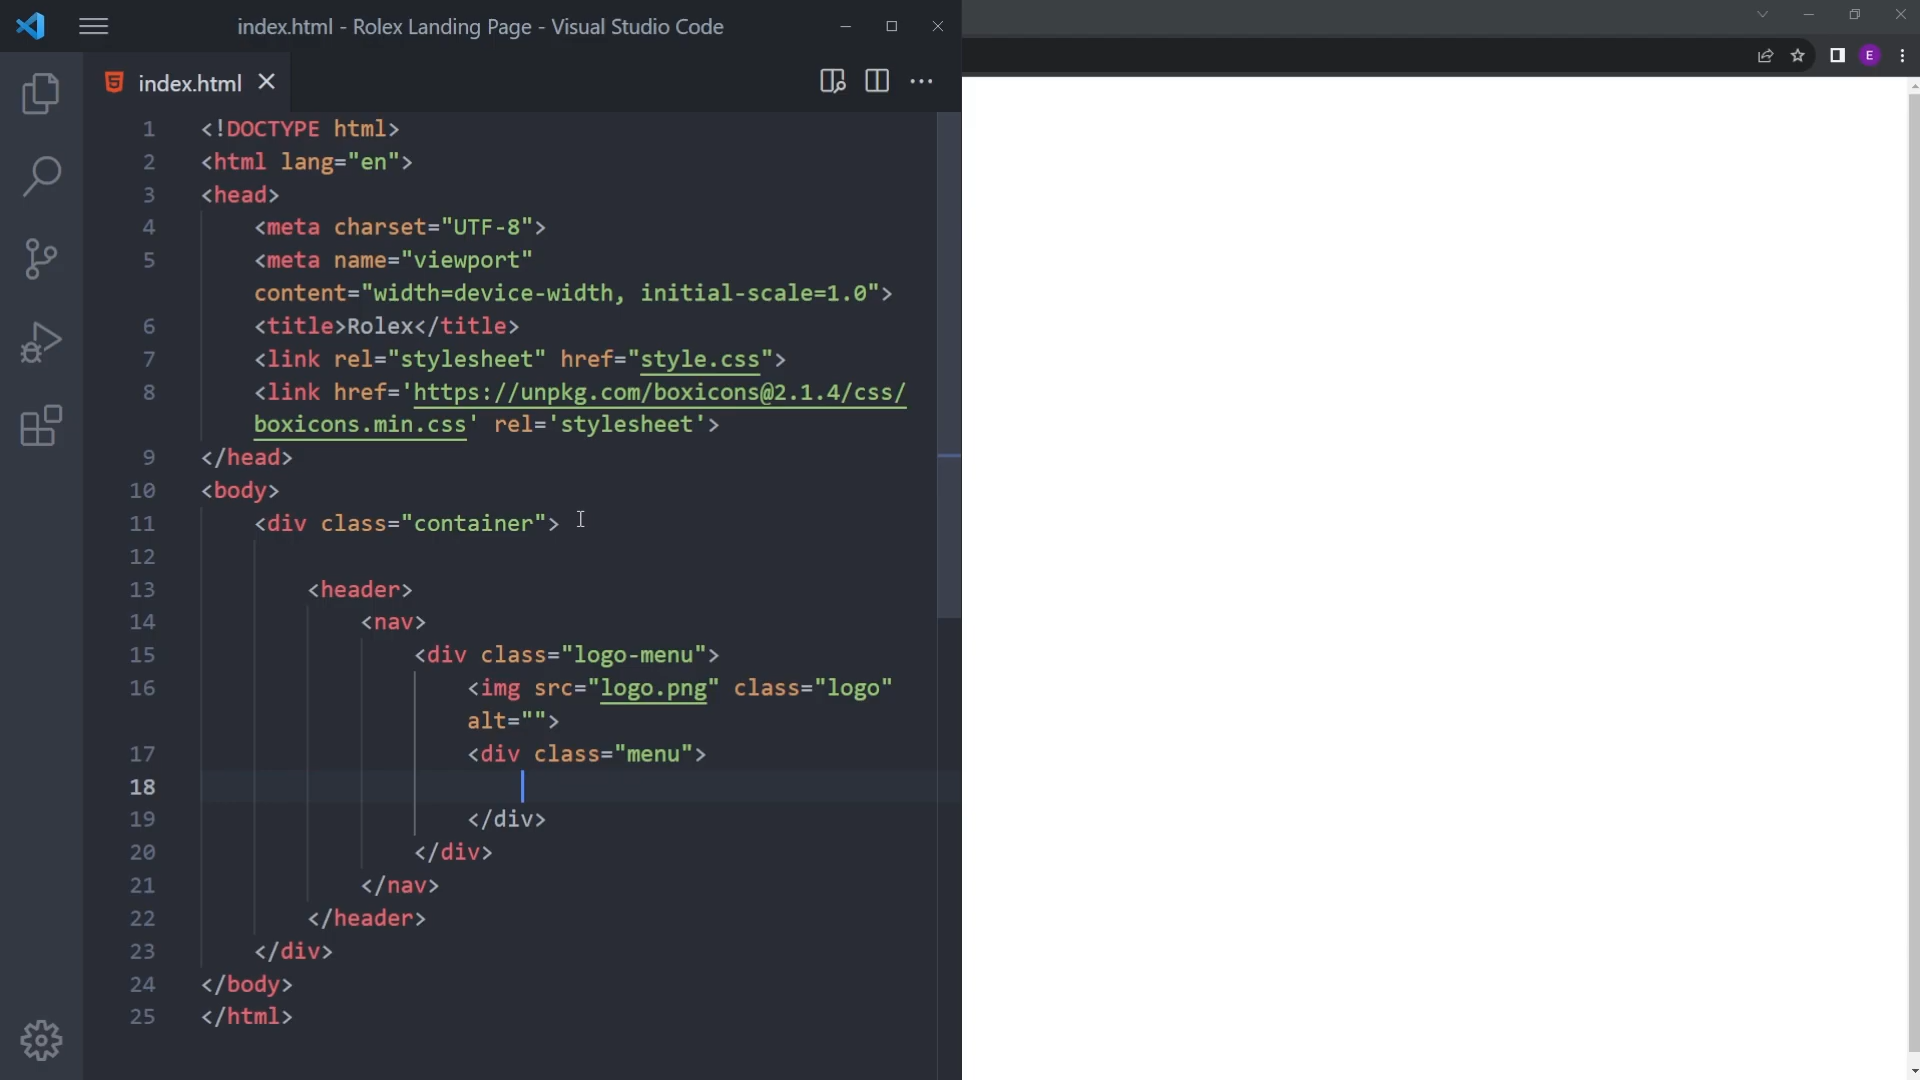 index.html - Rolex Landing Page - Visual Studio Code
index.html
E
1 <!DOCTYPE html>
2 <html lang="en">
3 <head>
4 <meta charset="UTF-8">
5 <meta name="viewport"
content="width=device-width, initial-scale=1.0">
6 <title>Rolex</title>
7 <link rel="stylesheet" href="style.css">
8 <link href='https://unpkg.com/boxicons@2.1.4/css/
boxicons.min.css' rel='stylesheet'>
9 </head>
10 <body>
11 <div class="container">
12
13 <header>
14 <nav>
15 <div class="logo-menu">
16 <img src="logo.png" class="logo"
alt="">
17 <div class="menu">
18
19 </div>
20 </div>
21 </nav>
22 </header>
23 </div>
24 </body>
25 </html>